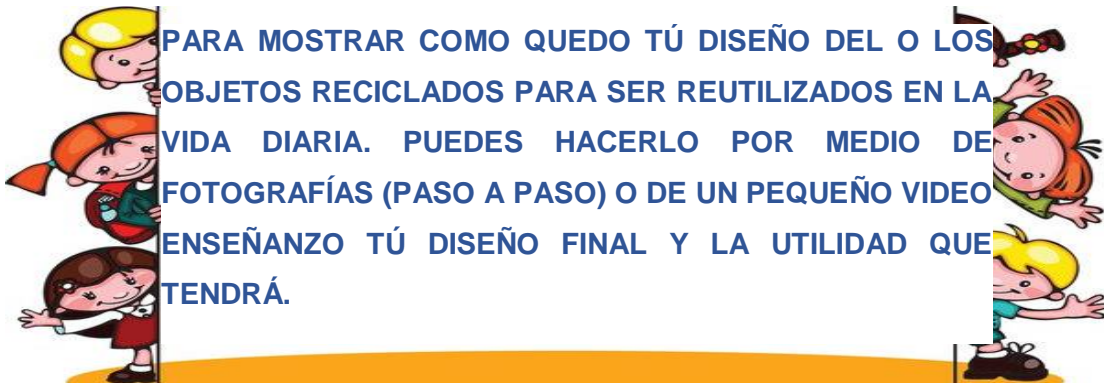 PARA MOSTRAR COMO QUEDO TÚ DISEÑO DEL O LOS
OBJETOS RECICLADOS PARA SER REUTILIZADOS EN LA
VIDA DIARIA. PUEDES HACERLO POR MEDIO DE
FOTOGRAFÍAS (PASO A PASO) O DE UN PEQUEÑO VIDEO
ENSEÑANZO TÚ DISEÑO FINAL Y LA UTILIDAD QUE
TENDRÁ.